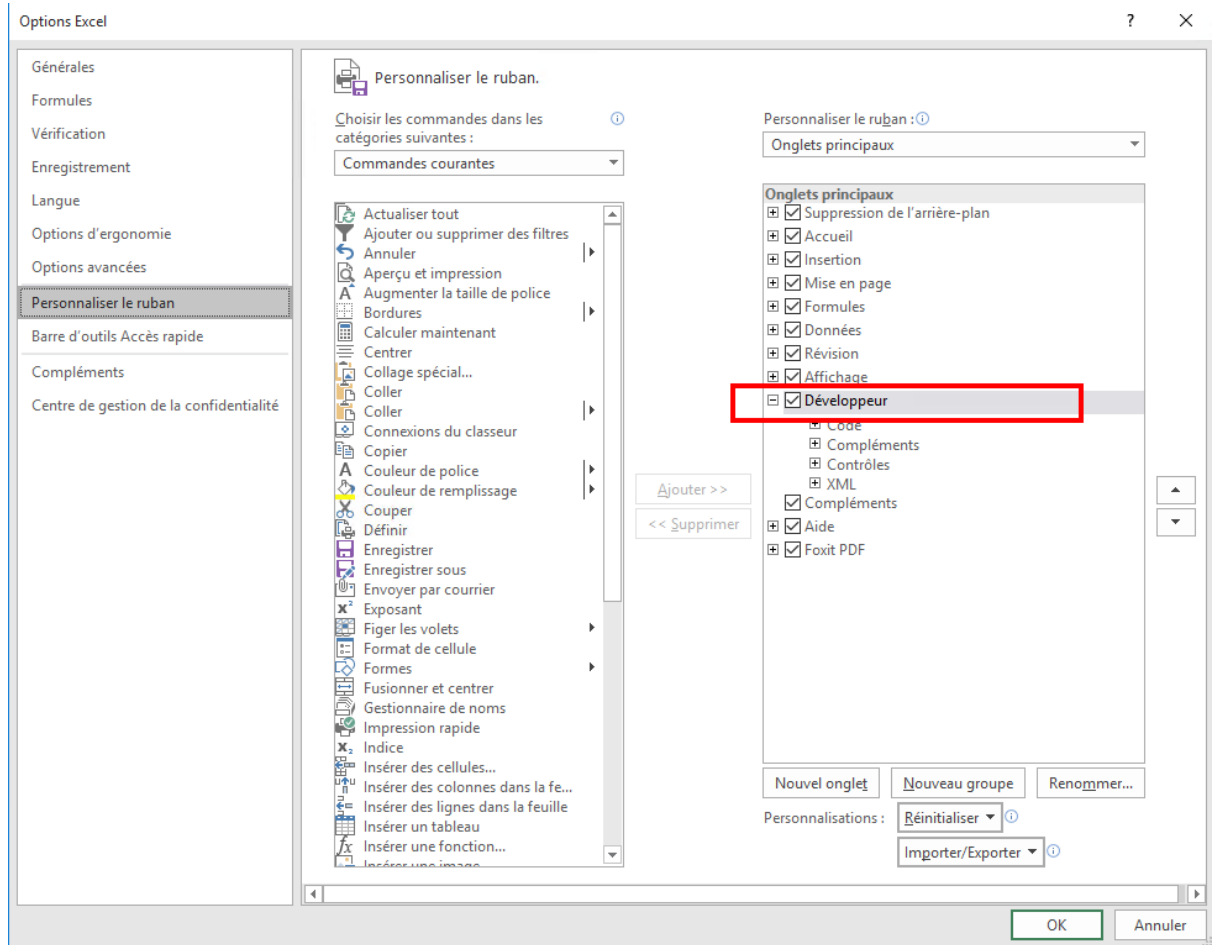 Options Excel
?
Générales
Formules
Vérification
Enregistrement
Langue
Options d'ergonomie
Options avancées
Personnaliser le ruban
Barre d'outils Accès rapide
Compléments
Centre de gestion de la confidentialité
Personnaliser le ruban.
Choisir les commandes dans les
catégories suivantes :
Commandes courantes
Actualiser tout
Ajouter ou supprimer des filtres
Annuler
Aperçu et impression
Augmenter la taille de police
Bordures
Calculer maintenant
Centrer
Collage spécial...
Coller
Coller
Connexions du classeur
Copier
Couleur de police
Couleur de remplissage
Couper
Définir
Enregistrer
Enregistrer sous
Envoyer par courrier
Exposant
Figer les volets
Format de cellule
Formes
Fusionner et centrer
Gestionnaire de noms
Impression rapide
Indice
Insérer des cellules...
Insérer des colonnes dans la fe...
Insérer des lignes dans la feuille
Insérer un tableau
Insérer une fonction...
Insérer une image
Ajouter >>
<< Supprimer
Personnaliser le ruban :
Onglets principaux
Onglets principaux
Suppression de l'arrière-plan
Accueil
Insertion
Mise en page
Formules
Données
Révision
Affichage
Développeur
Code
Compléments
Contrôles
XML
Compléments
Aide
Foxit PDF
Nouvel onglet
Nouveau groupe
Renommer...
Personnalisations :
Réinitialiser
Importer/Exporter
OK
Annuler